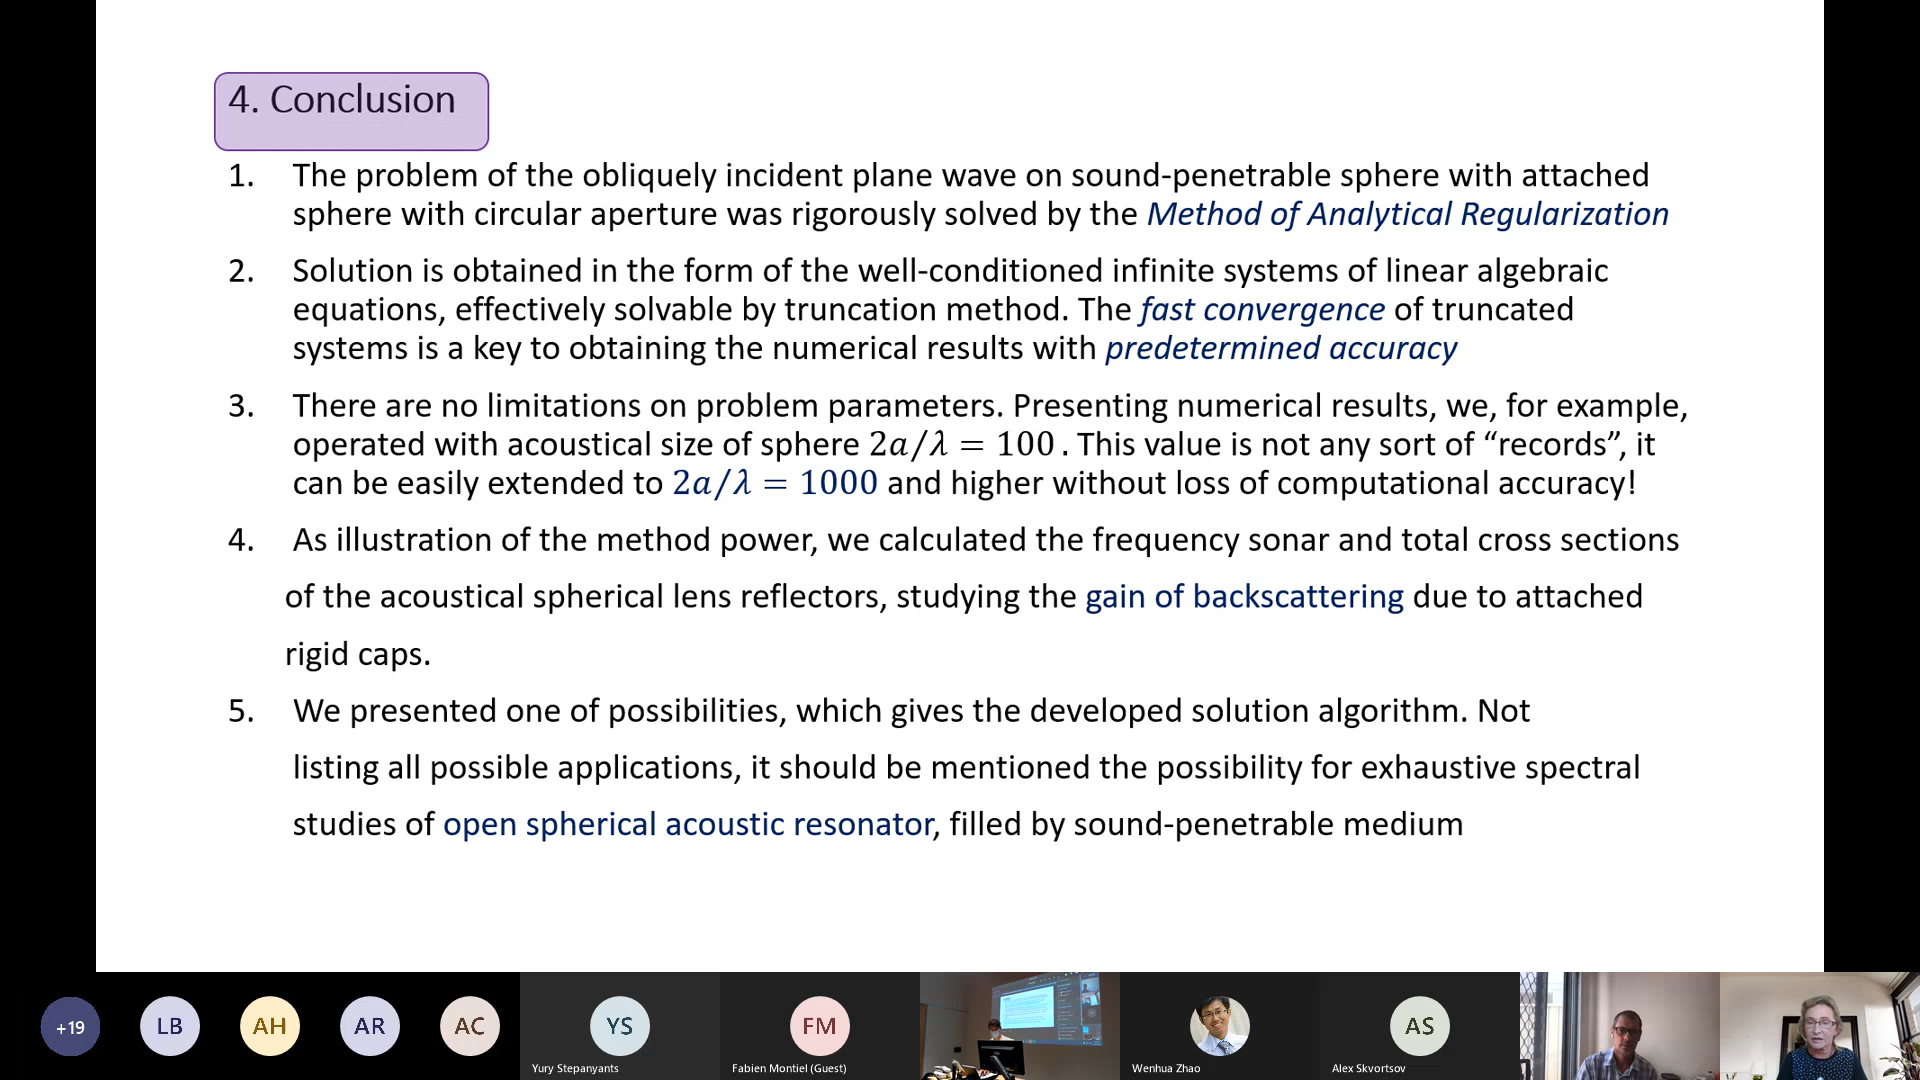 4. Conclusion
1. The problem of the obliquely incident plane wave on sound-penetrable sphere with attached
sphere with circular aperture was rigorously solved by the Method of Analytical Regularization
2. Solution is obtained in the form of the well-conditioned infinite systems of linear algebraic
equations, effectively solvable by truncation method. The fast convergence of truncated
systems is a key to obtaining the numerical results with predetermined accuracy
3. There are no limitations on problem parameters. Presenting numerical results, we, for example,
operated with acoustical size of sphere 2a/λ = 100 . This value is not any sort of “records”, it
can be easily extended to 2a/λ = 1000 and higher without loss of computational accuracy!
4. As illustration of the method power, we calculated the frequency sonar and total cross sections
of the acoustical spherical lens reflectors, studying the gain of backscattering due to attached
rigid caps.
5. We presented one of possibilities, which gives the developed solution algorithm. Not
listing all possible applications, it should be mentioned the possibility for exhaustive spectral
studies of open spherical acoustic resonator, filled by sound-penetrable medium
+19 LB AH AR AC YS FM AS
Yury Stepanyants Fabien Montiel (Guest) Wenhua Zhao Alex Skvortsov